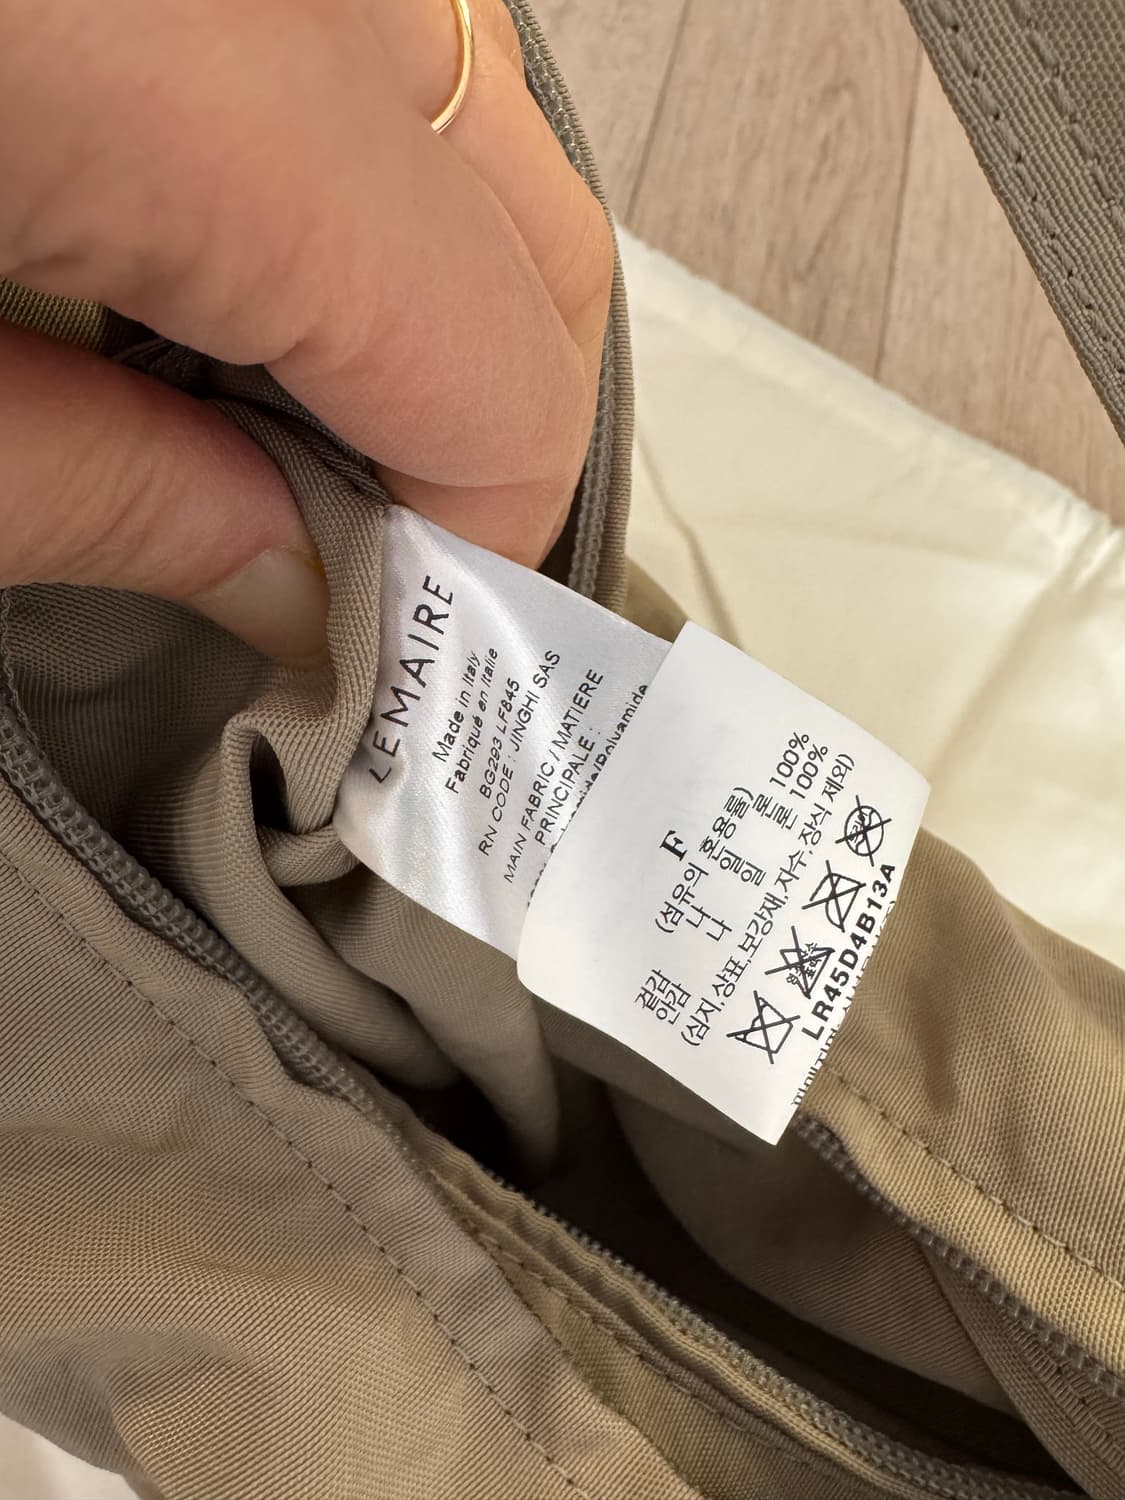 LEMAIRE
Made in Italy
Fabriqué en Italie
BG293 LF845
RN CODE : JINGHI SAS
MAIN FABRIC / MATIERE
PRINCIPALE :
Polyamide
F
(섬유의 혼용률)
겉감 나일론 100%
안감 나일론 100%
(심지,상표,보강재,자수,장식 제외)
LR45D4B13A